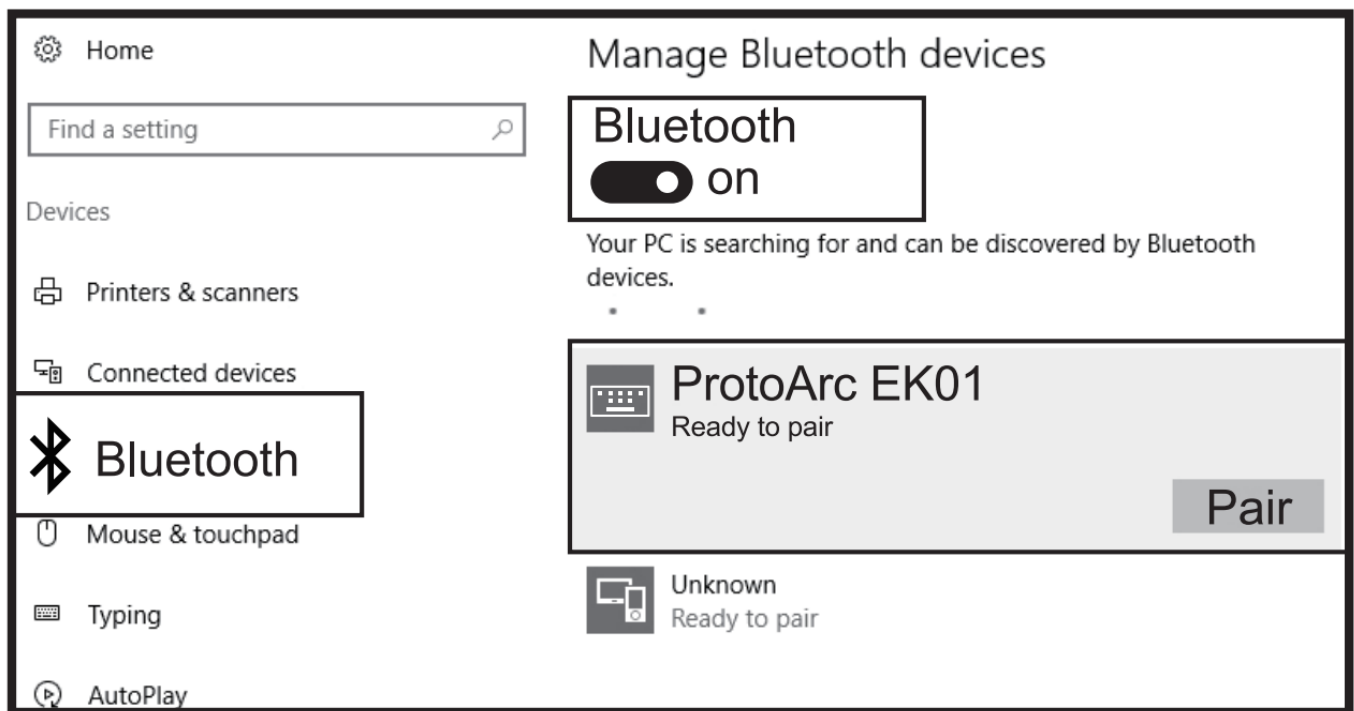 Home
Find a setting
Devices
Printers & scanners
Connected devices
Bluetooth
Mouse & touchpad
Typing
AutoPlay
Manage Bluetooth devices
Bluetooth
on
Your PC is searching for and can be discovered by Bluetooth
devices.
ProtoArc EK01
Ready to pair
Pair
Unknown
Ready to pair